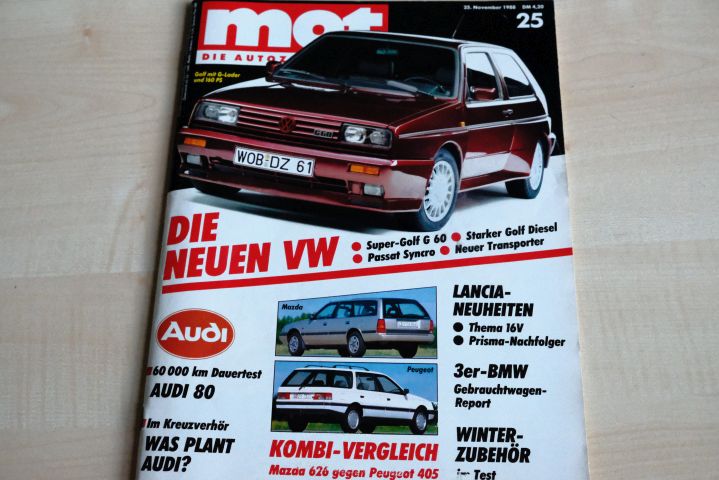 mot
23. November 1988 DM 4,20
25
DIE AUTOZ
Golf mit G-Lader
und 160 PS
G60
WOB-DZ 61
DIE
NEUEN VW
Super-Golf G 60
Starker Golf Diesel
Passat Syncro
Neuer Transporter
Audi
60 000 km Dauertest
AUDI 80
Im Kreuzverhör
WAS PLANT
AUDI?
Mazda
Peugeot
KOMBI-VERGLEICH
Mazda 626 gegen Peugeot 405
LANCIA-
NEUHEITEN
Thema 16V
Prisma-Nachfolger
3er-BMW
Gebrauchtwagen-
Report
WINTER-
ZUBEHÖR
im Test